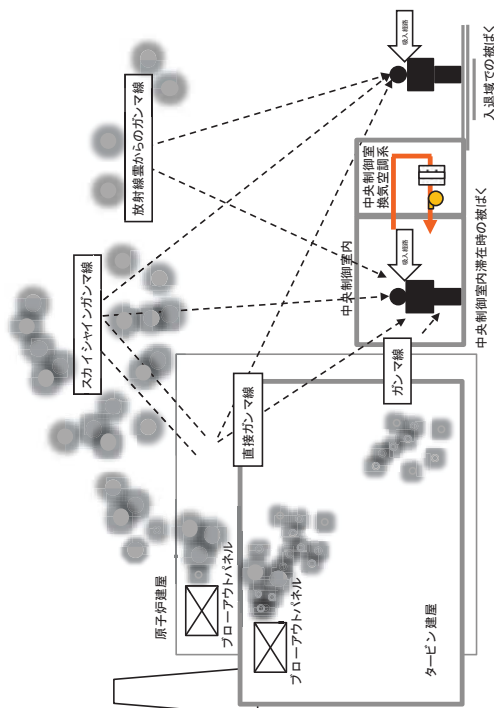 放射線雲からのガンマ線
スカイシャインガンマ線
直接ガンマ線
ガンマ線
原子炉建屋
ブローアウトパネル
ブローアウトパネル
タービン建屋
中央制御室内
吸入経路
中央制御室
換気空調系
吸入経路
中央制御室内滞在時の被ばく
入退域での被ばく